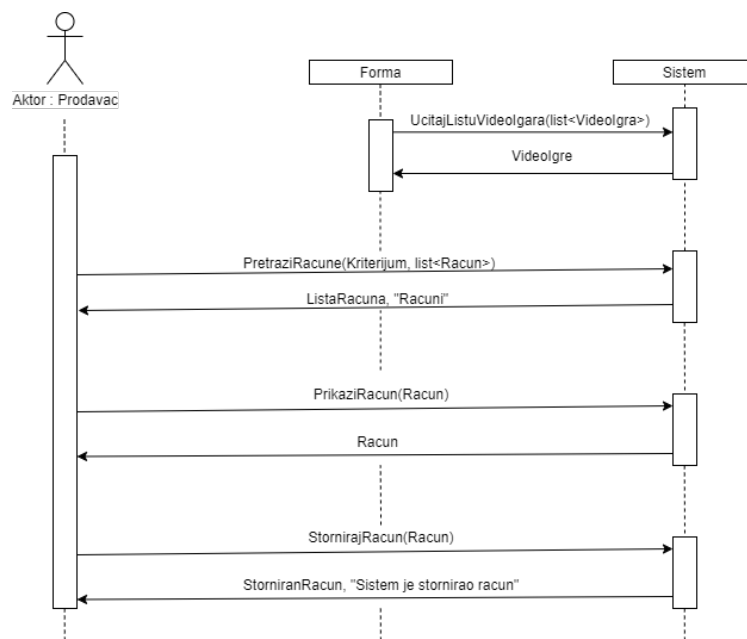 Forma
Sistem
Aktor : Prodavac
UcitajListuVideoIgara(list<VideoIgra>)
VideoIgre
PretraziRacune(Kriterijum, list<Racun>)
ListaRacuna, "Racuni"
PrikaziRacun(Racun)
Racun
StornirajRacun(Racun)
StorniranRacun, "Sistem je stornirao racun"